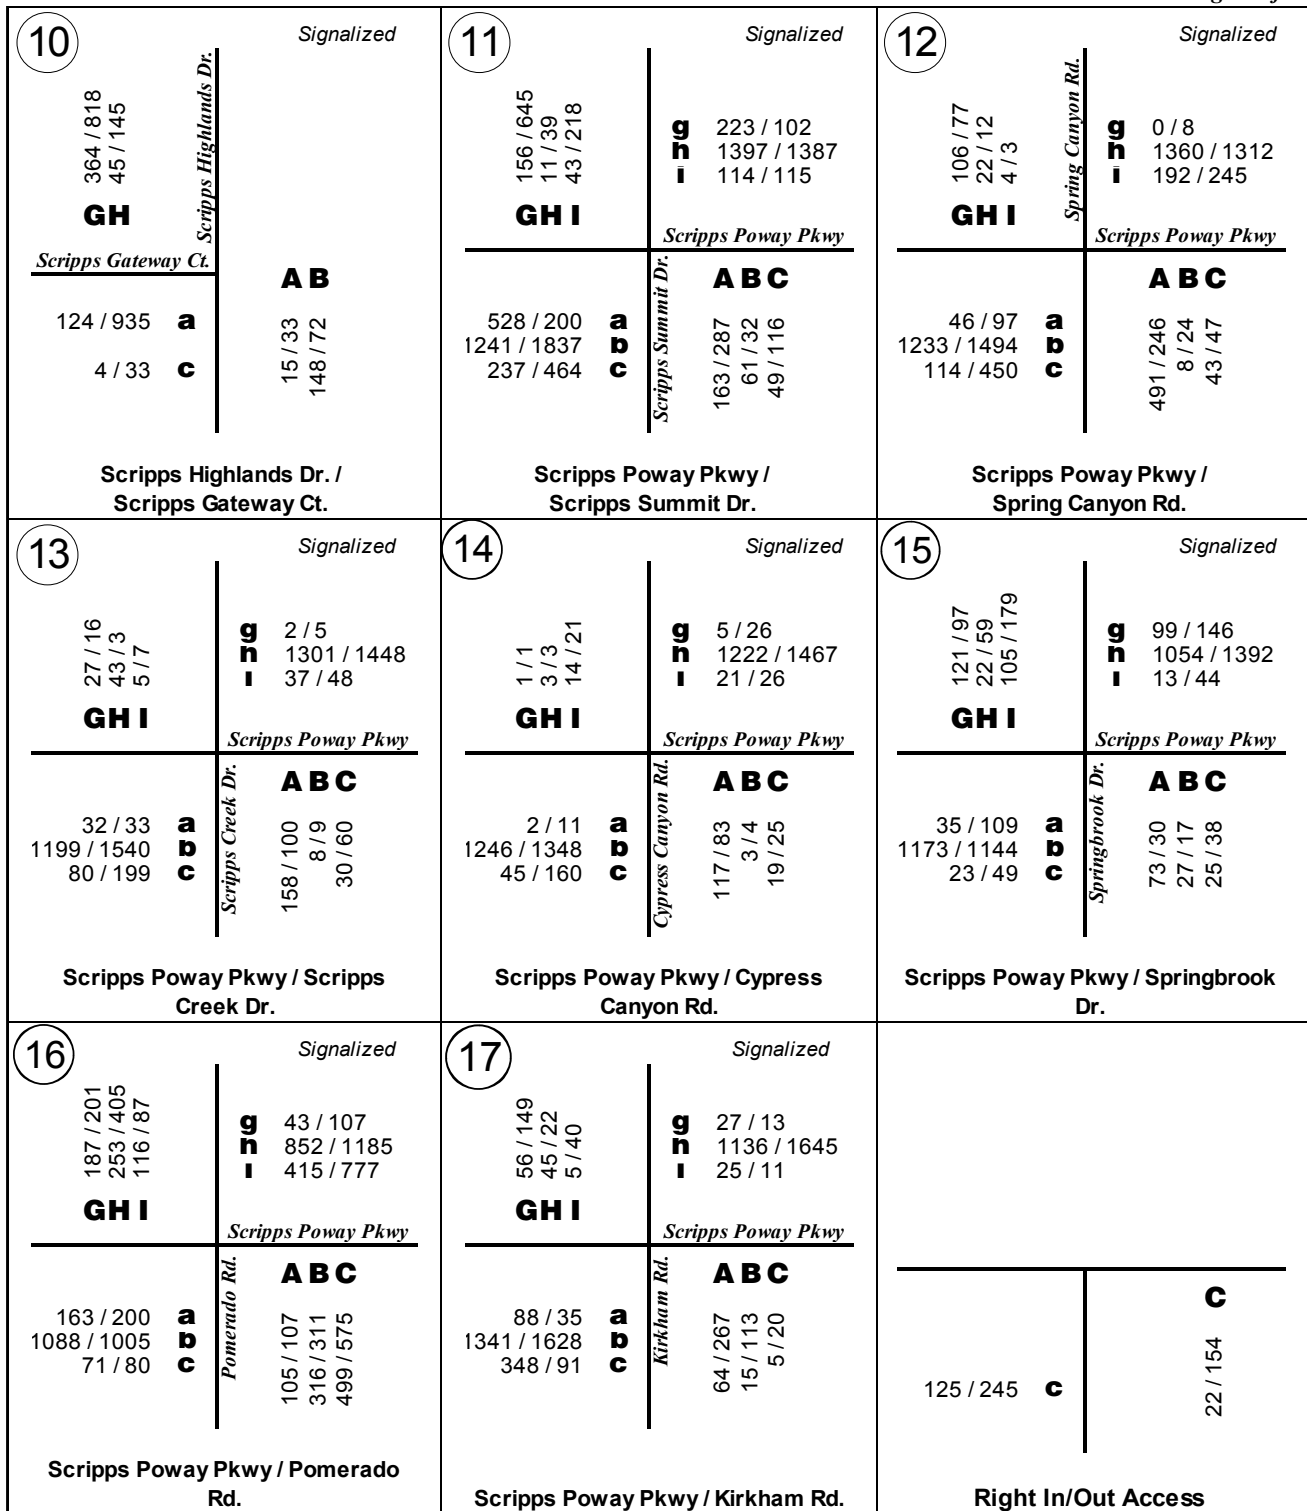 10
Signalized
364 / 818
45 / 145
Scripps Highlands Dr.
GH
Scripps Gateway Ct.
AB
124 / 935 a
4 / 33 c
15 / 33
148 / 72
Scripps Highlands Dr. /
Scripps Gateway Ct.
11
Signalized
156 / 645
11 / 39
43 / 218
g 223 / 102
h 1397 / 1387
i 114 / 115
GHI
Scripps Poway Pkwy
Scripps Summit Dr.
ABC
528 / 200 a
1241 / 1837 b
237 / 464 c
163 / 287
61 / 32
49 / 116
Scripps Poway Pkwy /
Scripps Summit Dr.
12
Signalized
106 / 77
22 / 12
4 / 3
Spring Canyon Rd.
g 0 / 8
h 1360 / 1312
i 192 / 245
GHI
Scripps Poway Pkwy
ABC
46 / 97 a
1233 / 1494 b
114 / 450 c
491 / 246
8 / 24
43 / 47
Scripps Poway Pkwy /
Spring Canyon Rd.
13
Signalized
27 / 16
43 / 3
5 / 7
g 2 / 5
h 1301 / 1448
i 37 / 48
GHI
Scripps Poway Pkwy
Scripps Creek Dr.
ABC
32 / 33 a
1199 / 1540 b
80 / 199 c
158 / 100
8 / 9
30 / 60
Scripps Poway Pkwy / Scripps
Creek Dr.
14
Signalized
1 / 1
3 / 3
14 / 21
g 5 / 26
h 1222 / 1467
i 21 / 26
GHI
Scripps Poway Pkwy
Cypress Canyon Rd.
ABC
2 / 11 a
1246 / 1348 b
45 / 160 c
117 / 83
3 / 4
19 / 25
Scripps Poway Pkwy / Cypress
Canyon Rd.
15
Signalized
121 / 97
22 / 59
105 / 179
g 99 / 146
h 1054 / 1392
i 13 / 44
GHI
Scripps Poway Pkwy
Springbrook Dr.
ABC
35 / 109 a
1173 / 1144 b
23 / 49 c
73 / 30
27 / 17
25 / 38
Scripps Poway Pkwy / Springbrook
Dr.
16
Signalized
187 / 201
253 / 405
116 / 87
g 43 / 107
h 852 / 1185
i 415 / 777
GHI
Scripps Poway Pkwy
Pomerado Rd.
ABC
163 / 200 a
1088 / 1005 b
71 / 80 c
105 / 107
316 / 311
499 / 575
Scripps Poway Pkwy / Pomerado
Rd.
17
Signalized
56 / 149
45 / 22
5 / 40
g 27 / 13
h 1136 / 1645
i 25 / 11
GHI
Scripps Poway Pkwy
Kirkham Rd.
ABC
88 / 35 a
1341 / 1628 b
348 / 91 c
64 / 267
15 / 113
5 / 20
Scripps Poway Pkwy / Kirkham Rd.
C
125 / 245 c
22 / 154
Right In/Out Access